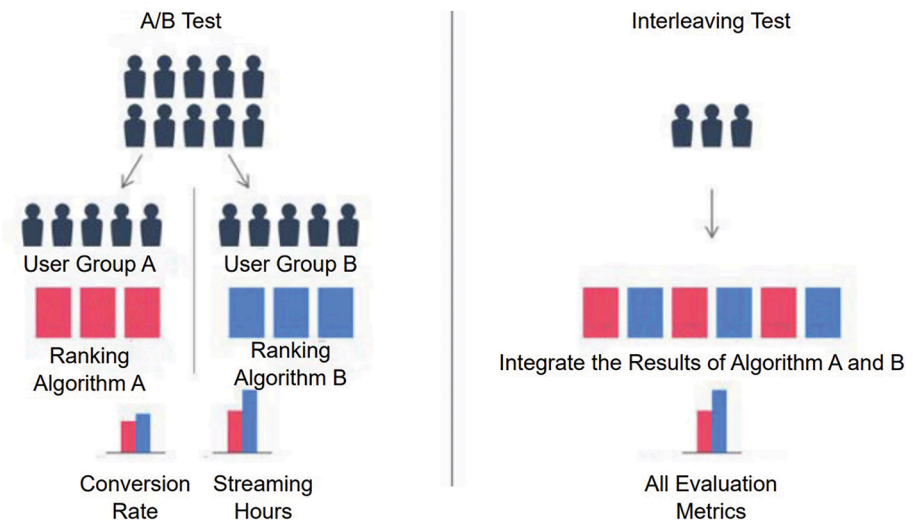 A/B Test
User Group A
User Group B
Ranking
Algorithm A
Ranking
Algorithm B
Conversion
Rate
Streaming
Hours
Interleaving Test
Integrate the Results of Algorithm A and B
All Evaluation
Metrics